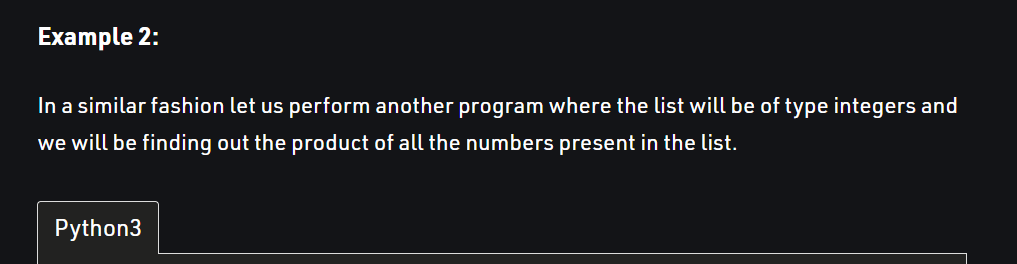 Example 2:
In a similar fashion let us perform another program where the list will be of type integers and
we will be finding out the product of all the numbers present in the list.
Python3